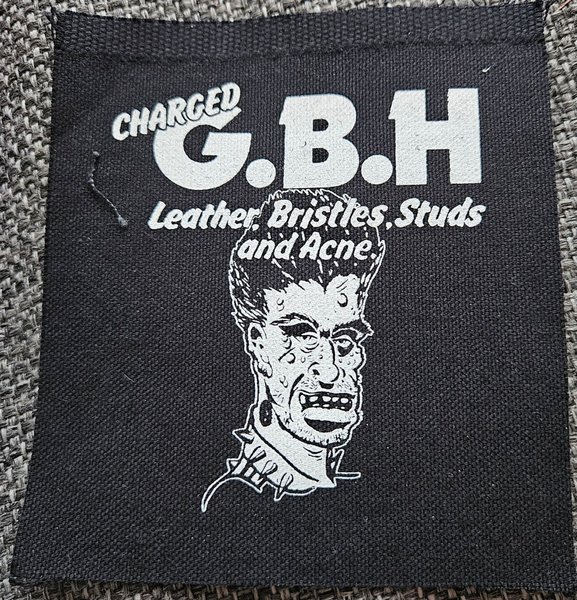 CHARGED
G.B.H
Leather, Bristles, Studs
and Acne.